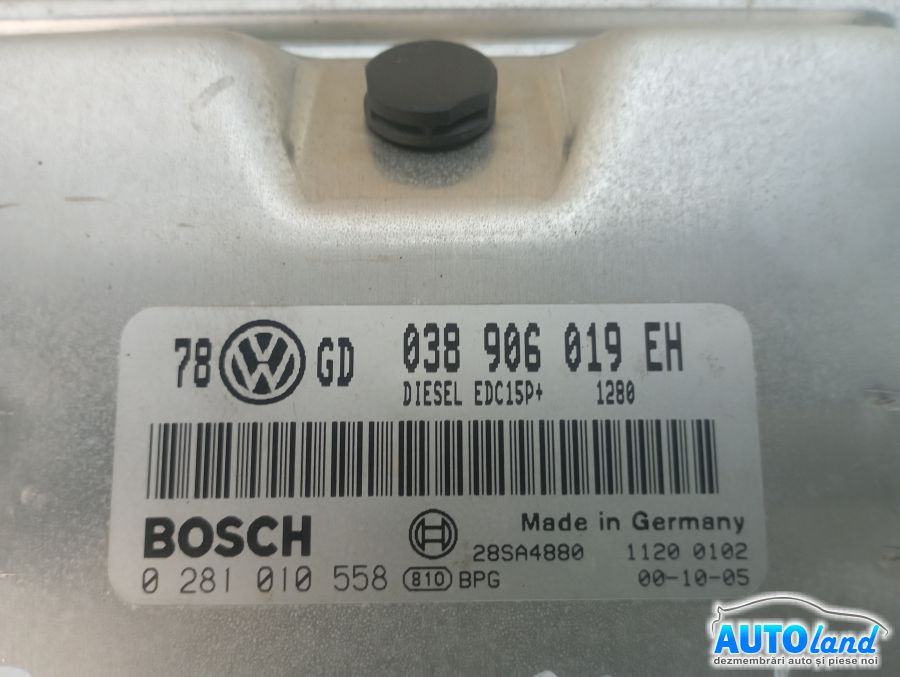 78 VW GD 038 906 019 EH
DIESEL EDC15P+ 1280
BOSCH Made in Germany
28SA4880 1120 0102
0 281 010 558 810 BPG 00-10-05
AUTOland
dezmembrări auto și piese noi